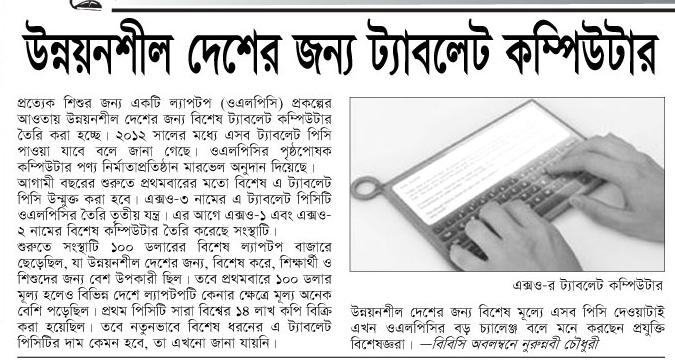 উন্নয়নশীল দেশের জন্য ট্যাবলেট কম্পিউটার
প্রত্যেক শিশুর জন্য একটি ল্যাপটপ (ওএলপিসি) প্রকল্পের
আওতায় উন্নয়নশীল দেশের জন্য বিশেষ ট্যাবলেট কম্পিউটার
তৈরি করা হচ্ছে। ২০১২ সালের মধ্যে এসব ট্যাবলেট পিসি
পাওয়া যাবে বলে জানা গেছে। ওএলপিসির পৃষ্ঠপোষক
কম্পিউটার পণ্য নির্মাতাপ্রতিষ্ঠান মারভেল অনুদান দিয়েছে।
আগামী বছরের শুরুতে প্রথমবারের মতো বিশেষ এ ট্যাবলেট
পিসি উন্মুক্ত করা হবে। এক্সও-৩ নামের এ ট্যাবলেট পিসিটি
ওএলপিসির তৈরি তৃতীয় যন্ত্র। এর আগে এক্সও-১ এবং এক্সও-
২ নামের বিশেষ কম্পিউটার তৈরি করেছে সংস্থাটি।
শুরুতে সংস্থাটি ১০০ ডলারের বিশেষ ল্যাপটপ বাজারে
ছেড়েছিল, যা উন্নয়নশীল দেশের জন্য, বিশেষ করে, শিক্ষার্থী ও
শিশুদের জন্য বেশ উপকারী ছিল। তবে প্রথমবারে ১০০ ডলার
মূল্য হলেও বিভিন্ন দেশে ল্যাপটপটি কেনার ক্ষেত্রে মূল্য অনেক
বেশি পড়েছিল। প্রথম পিসিটি সারা বিশ্বের ১৪ লাখ কপি বিক্রি
করা হয়েছিল। তবে নতুনভাবে বিশেষ ধরনের এ ট্যাবলেট
পিসিটির দাম কেমন হবে, তা এখনো জানা যায়নি।
এক্সও-র ট্যাবলেট কম্পিউটার
উন্নয়নশীল দেশের জন্য বিশেষ মূল্যে এসব পিসি দেওয়াটাই
এখন ওএলপিসির বড় চ্যালেঞ্জ বলে মনে করছেন প্রযুক্তি
বিশেষজ্ঞরা। —বিবিসি অবলম্বনে নুরুন্নবী চৌধুরী